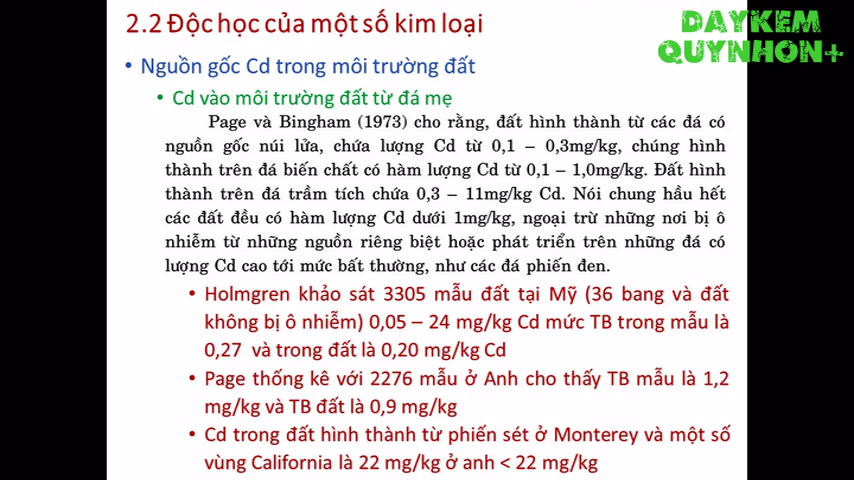 2.2 Độc học của một số kim loại
DAYKEM
QUYNHON+
• Nguồn gốc Cd trong môi trường đất
• Cd vào môi trường đất từ đá mẹ
Page và Bingham (1973) cho rằng, đất hình thành từ các đá có
nguồn gốc núi lửa, chứa lượng Cd từ 0,1 – 0,3mg/kg, chúng hình
thành trên đá biến chất có hàm lượng Cd từ 0,1 – 1,0mg/kg. Đất hình
thành trên đá trầm tích chứa 0,3 – 11mg/kg Cd. Nói chung hầu hết
các đất đều có hàm lượng Cd dưới 1mg/kg, ngoại trừ những nơi bị ô
nhiễm từ những nguồn riêng biệt hoặc phát triển trên những đá có
lượng Cd cao tới mức bất thường, như các đá phiến đen.
• Holmgren khảo sát 3305 mẫu đất tại Mỹ (36 bang và đất
không bị ô nhiễm) 0,05 – 24 mg/kg Cd mức TB trong mẫu là
0,27 và trong đất là 0,20 mg/kg Cd
• Page thống kê với 2276 mẫu ở Anh cho thấy TB mẫu là 1,2
mg/kg và TB đất là 0,9 mg/kg
• Cd trong đất hình thành từ phiến sét ở Monterey và một số
vùng California là 22 mg/kg ở anh < 22 mg/kg